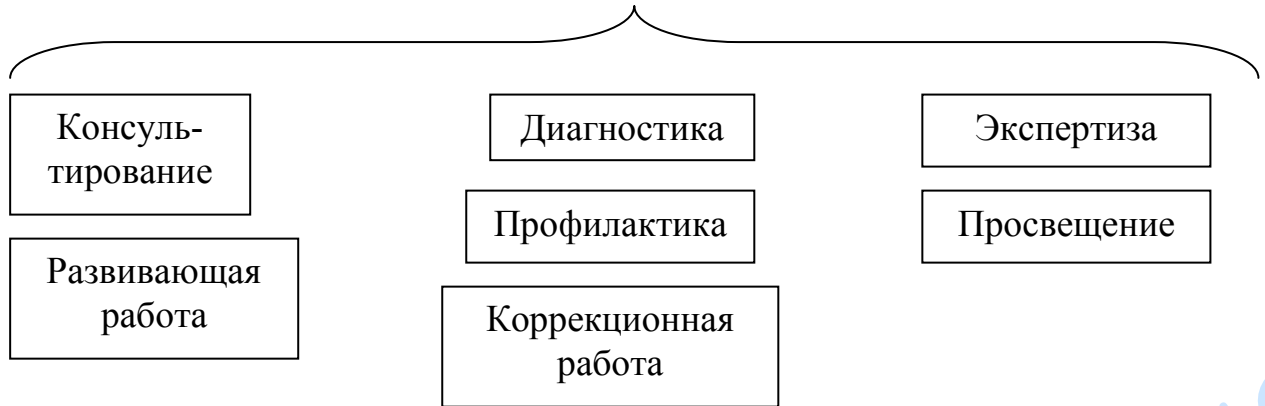 Консуль-
тирование
Диагностика
Экспертиза
Профилактика
Просвещение
Развивающая
работа
Коррекционная
работа